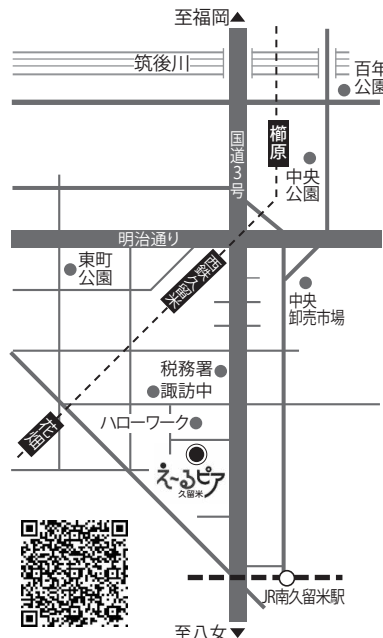 至福岡▲
筑後川
百年
公園
国道3号
櫛原
中央
公園
明治通り
東町
公園
西鉄久留米
中央
卸売市場
税務署
諏訪中
ハローワーク
花畑
えーるピア
久留米
JR南久留米駅
至八女▼